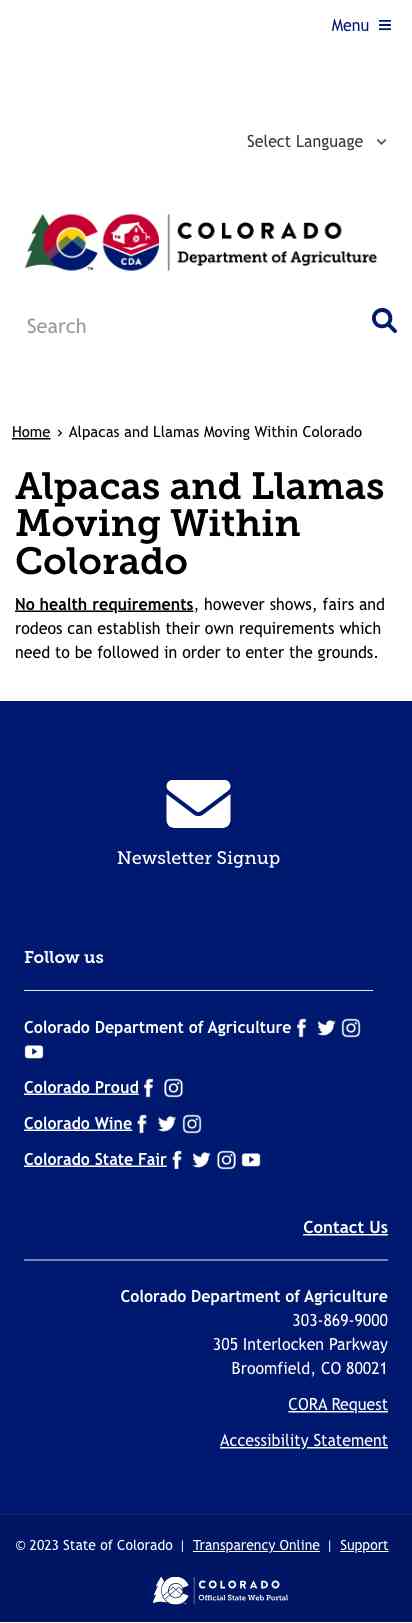 Menu
Select Language
CDA
COLORADO
Department of Agriculture
TM
Search
Home › Alpacas and Llamas Moving Within Colorado
Alpacas and Llamas
Moving Within
Colorado
No health requirements, however shows, fairs and
rodeos can establish their own requirements which
need to be followed in order to enter the grounds.
Newsletter Signup
Follow us
Colorado Department of Agriculture
Colorado Proud
Colorado Wine
Colorado State Fair
Contact Us
Colorado Department of Agriculture
303-869-9000
305 Interlocken Parkway
Broomfield, CO 80021
CORA Request
Accessibility Statement
© 2023 State of Colorado | Transparency Online | Support
COLORADO
Official State Web Portal